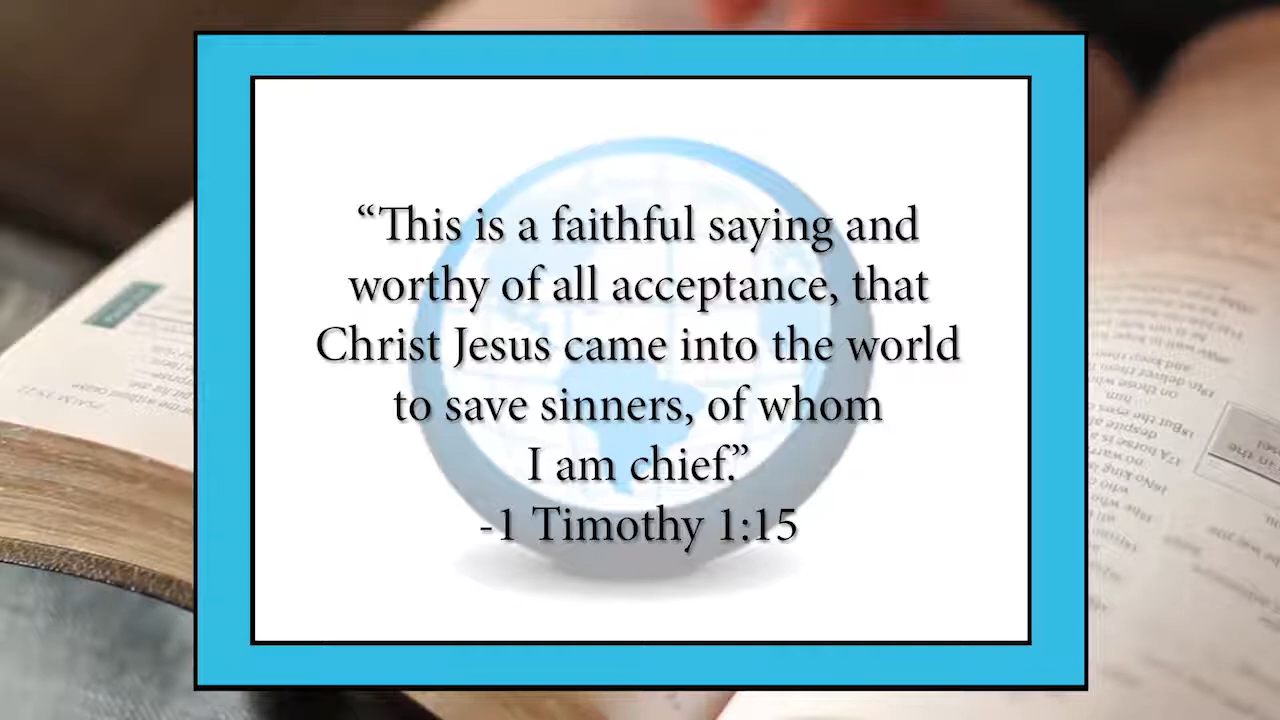 “This is a faithful saying and
worthy of all acceptance, that
Christ Jesus came into the world
to save sinners, of whom
I am chief.”
-1 Timothy 1:15